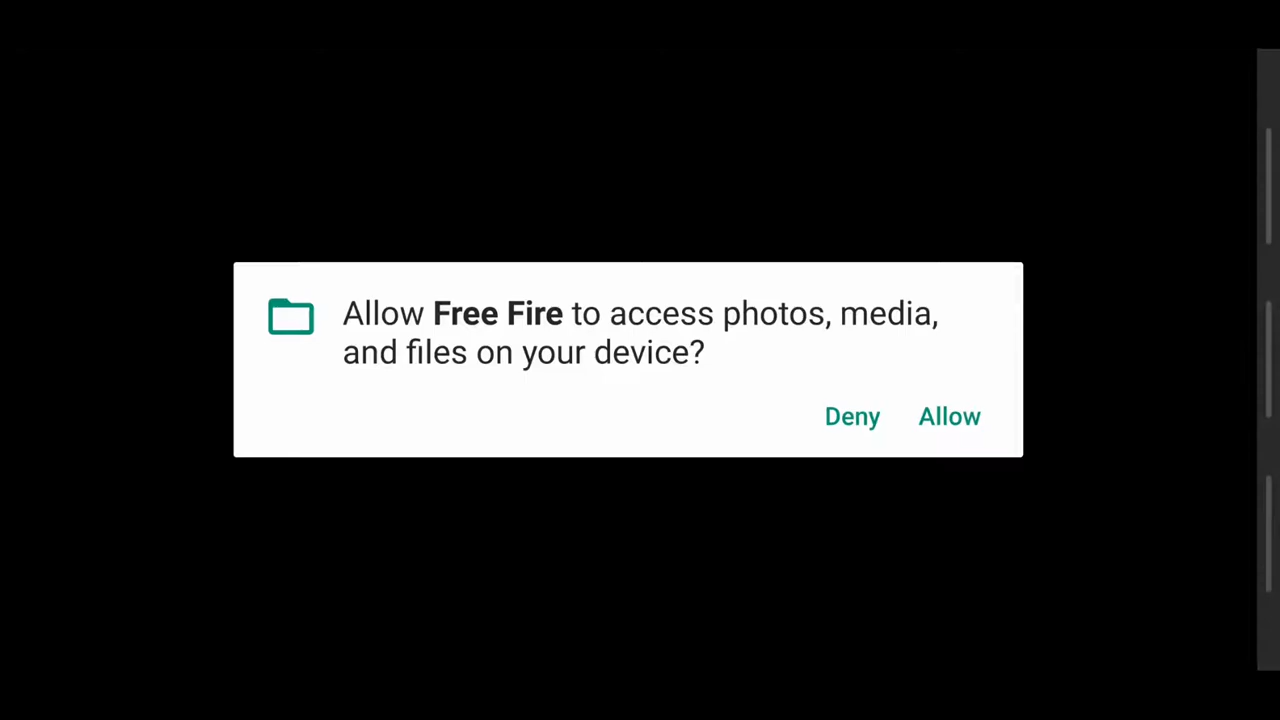 Allow Free Fire to access photos, media,
and files on your device?
Deny Allow